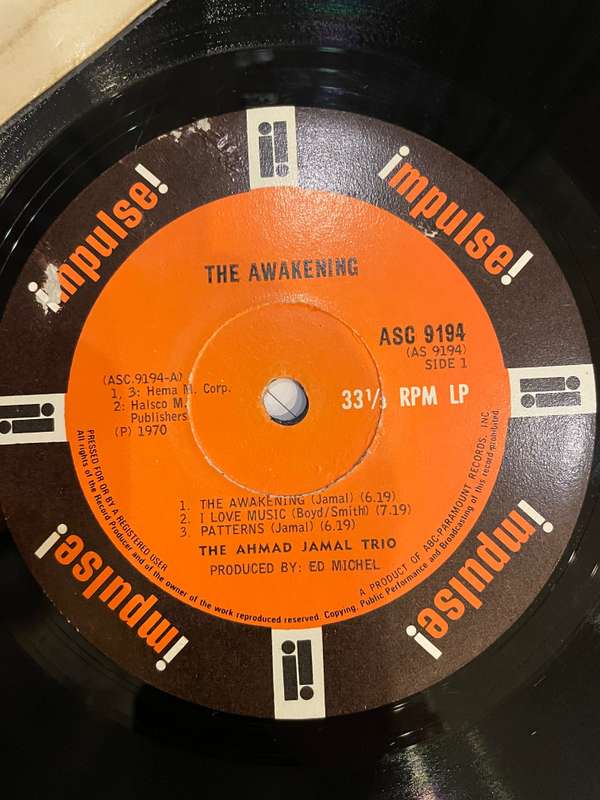 impulse!
impulse!
THE AWAKENING
ASC 9194
(AS 9194)
SIDE 1
(ASC.9194-A)
1, 3: Hema M. Corp.
2: Halsco M.
Publishers
(P) 1970
33⅓ RPM LP
1. THE AWAKENING (Jamal) (6.19)
2. I LOVE MUSIC (Boyd/Smith) (7.19)
3. PATTERNS (Jamal) (6.19)
THE AHMAD JAMAL TRIO
PRODUCED BY: ED MICHEL
PRESSED FOR OR BY A REGISTERED USER
All rights of the Record Producer and of the owner of the work reproduced reserved. Copying, Public Performance and Broadcasting of this record prohibited.
A PRODUCT OF ABC-PARAMOUNT RECORDS, INC.
impulse!
impulse!